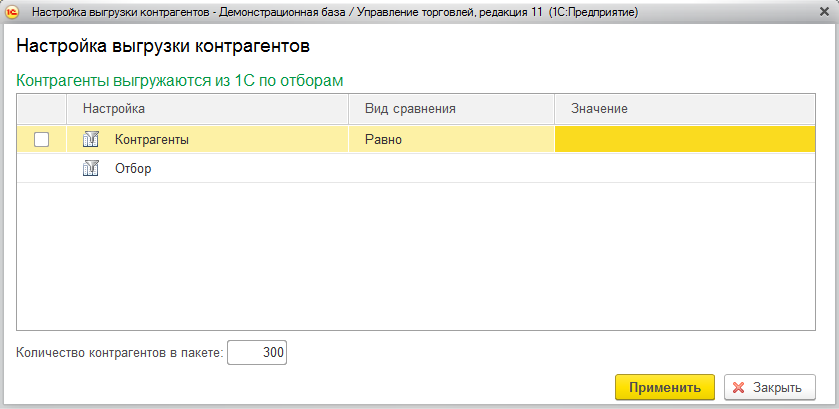 Настройка выгрузки контрагентов - Демонстрационная база / Управление торговлей, редакция 11 (1С:Предприятие)
Настройка выгрузки контрагентов
Контрагенты выгружаются из 1С по отборам
Настройка Вид сравнения Значение
Контрагенты Равно
Отбор
Количество контрагентов в пакете: 300
Применить Закрыть